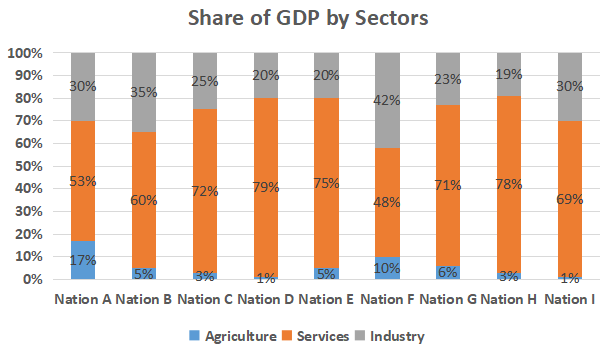 Share of GDP by Sectors
100%
90%
80%
70%
60%
50%
40%
30%
20%
10%
0%
30% 35% 25% 20% 20% 42% 23% 19% 30%
53% 60% 72% 79% 75% 48% 71% 78% 69%
17% 5% 3% 1% 5% 10% 6% 3% 1%
Nation A Nation B Nation C Nation D Nation E Nation F Nation G Nation H Nation I
Agriculture Services Industry